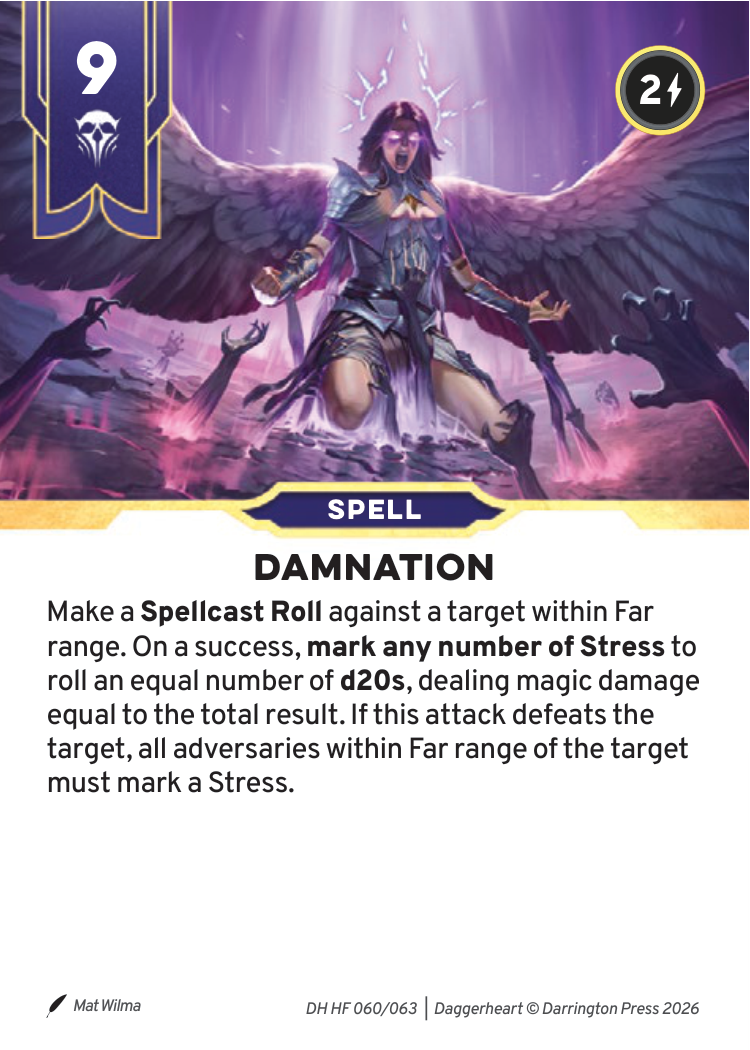 9
2
SPELL
DAMNATION
Make a Spellcast Roll against a target within Far
range. On a success, mark any number of Stress to
roll an equal number of d20s, dealing magic damage
equal to the total result. If this attack defeats the
target, all adversaries within Far range of the target
must mark a Stress.
Mat Wilma
DH HF 060/063 | Daggerheart © Darrington Press 2026